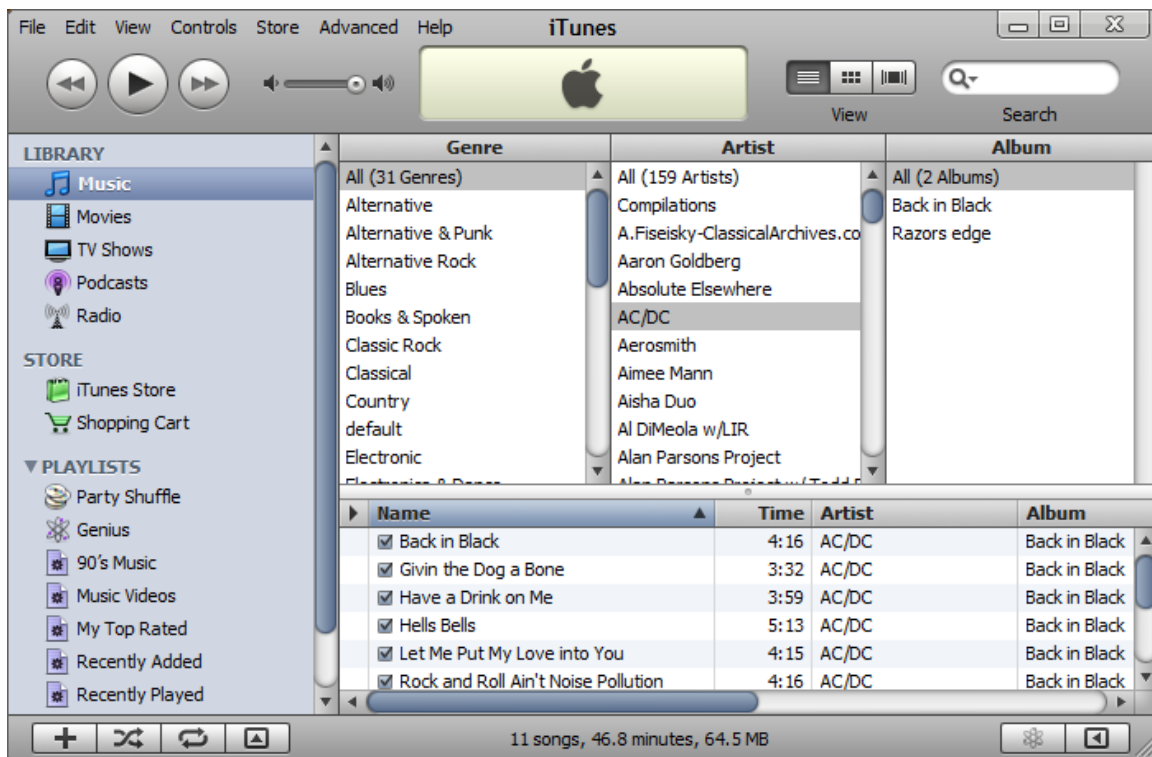 File Edit View Controls Store Advanced Help iTunes
View Search
LIBRARY
Music
Movies
TV Shows
Podcasts
Radio
STORE
iTunes Store
Shopping Cart
PLAYLISTS
Party Shuffle
Genius
90's Music
Music Videos
My Top Rated
Recently Added
Recently Played
Genre
All (31 Genres)
Alternative
Alternative & Punk
Alternative Rock
Blues
Books & Spoken
Classic Rock
Classical
Country
default
Electronic
Electronica & Dance
Artist
All (159 Artists)
Compilations
A.Fiseisky-ClassicalArchives.co
Aaron Goldberg
Absolute Elsewhere
AC/DC
Aerosmith
Aimee Mann
Aisha Duo
Al DiMeola w/LIR
Alan Parsons Project
Alan Parsons Project w/ Todd
Album
All (2 Albums)
Back in Black
Razors edge
Name Time Artist Album
Back in Black 4:16 AC/DC Back in Black
Givin the Dog a Bone 3:32 AC/DC Back in Black
Have a Drink on Me 3:59 AC/DC Back in Black
Hells Bells 5:13 AC/DC Back in Black
Let Me Put My Love into You 4:15 AC/DC Back in Black
Rock and Roll Ain't Noise Pollution 4:16 AC/DC Back in Black
11 songs, 46.8 minutes, 64.5 MB